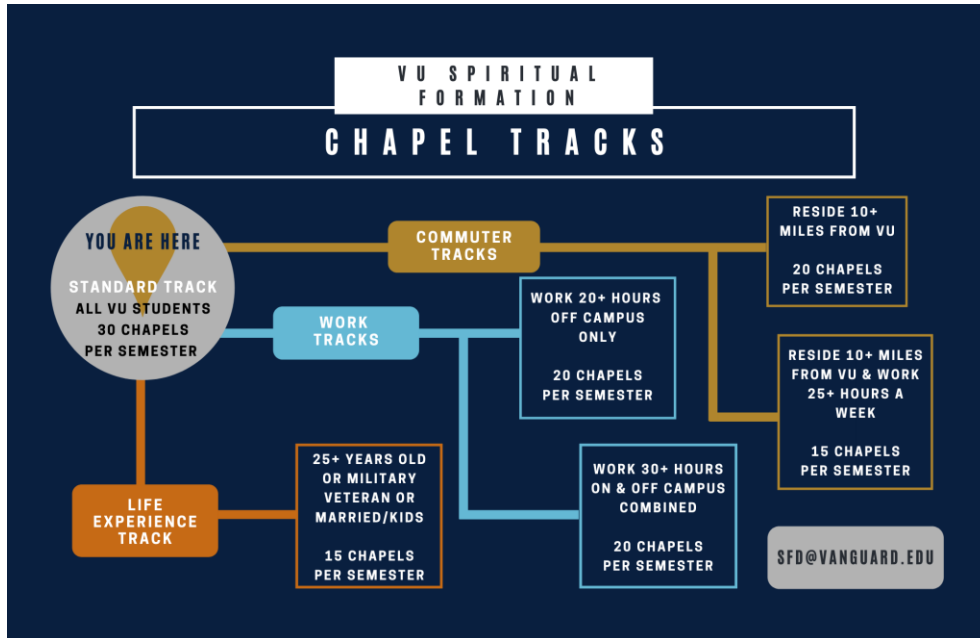 VU SPIRITUAL
FORMATION
CHAPEL TRACKS
YOU ARE HERE
STANDARD TRACK
ALL VU STUDENTS
30 CHAPELS
PER SEMESTER
COMMUTER
TRACKS
RESIDE 10+
MILES FROM VU
20 CHAPELS
PER SEMESTER
RESIDE 10+ MILES
FROM VU & WORK
25+ HOURS A
WEEK
15 CHAPELS
PER SEMESTER
WORK
TRACKS
WORK 20+ HOURS
OFF CAMPUS
ONLY
20 CHAPELS
PER SEMESTER
WORK 30+ HOURS
ON & OFF CAMPUS
COMBINED
20 CHAPELS
PER SEMESTER
LIFE
EXPERIENCE
TRACK
25+ YEARS OLD
OR MILITARY
VETERAN OR
MARRIED/KIDS
15 CHAPELS
PER SEMESTER
SFD@VANGUARD.EDU